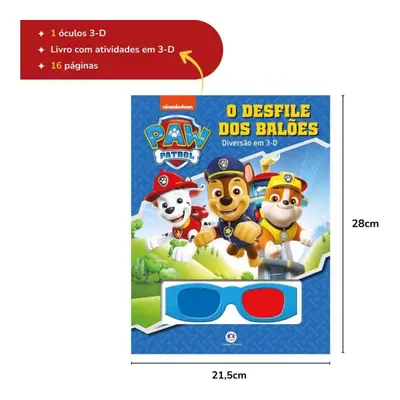 1 óculos 3-D
Livro com atividades em 3-D
16 páginas
nickelodeon
PAW
PATROL
O DESFILE
DOS BALÕES
Diversão em 3-D
28cm
21,5cm